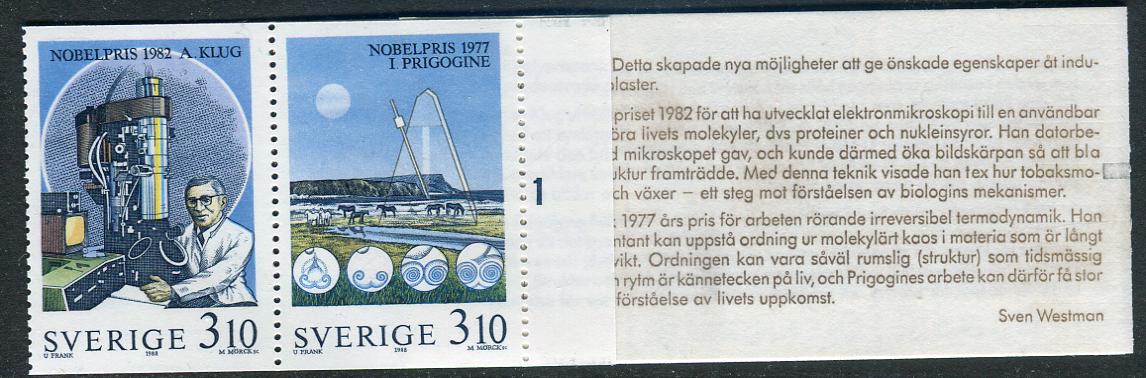 NOBELPRIS 1982 A. KLUG
SVERIGE 310
U FRANK 1988 M MÖRCK SC
NOBELPRIS 1977
I. PRIGOGINE
SVERIGE 310
U FRANK 1988 M MÖRCK SC
1
Detta skapade nya möjligheter att ge önskade egenskaper åt indu-
laster.
priset 1982 för att ha utvecklat elektronmikroskopi till en användbar
öra livets molekyler, dvs proteiner och nukleinsyror. Han datorbe-
mikroskopet gav, och kunde därmed öka bildskärpan så att bla
uktur framträdde. Med denna teknik visade han t ex hur tobaksmo-
ch växer – ett steg mot förståelsen av biologins mekanismer.
1977 års pris för arbeten rörande irreversibel termodynamik. Han
ntant kan uppstå ordning ur molekylärt kaos i materia som är långt
vikt. Ordningen kan vara såväl rumslig (struktur) som tidsmässig
rytm är kännetecken på liv, och Prigogines arbete kan därför få stor
förståelse av livets uppkomst.
Sven Westman